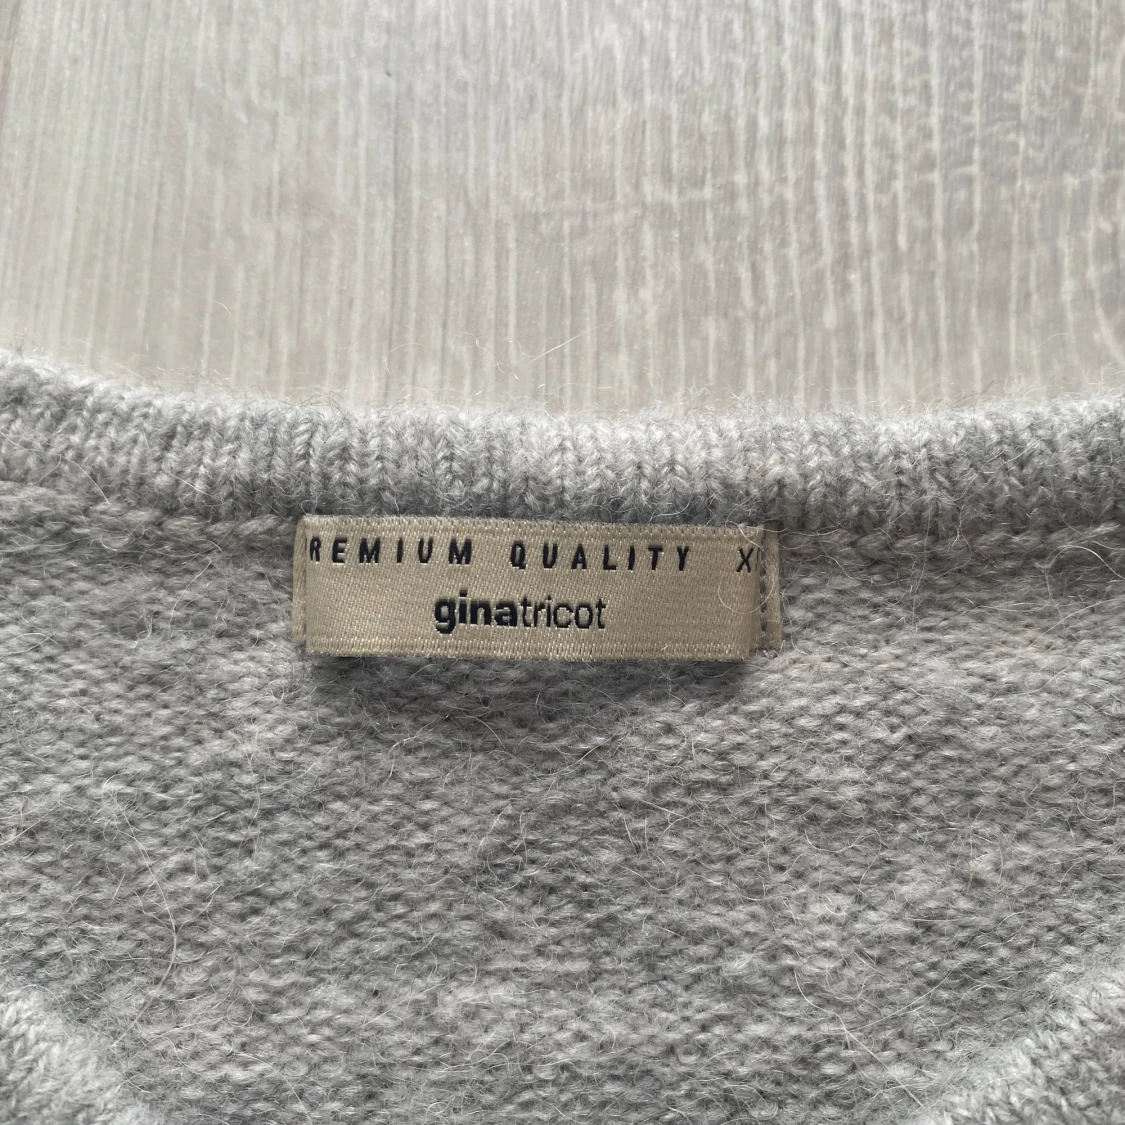 REMIUM QUALITY X
ginatricot